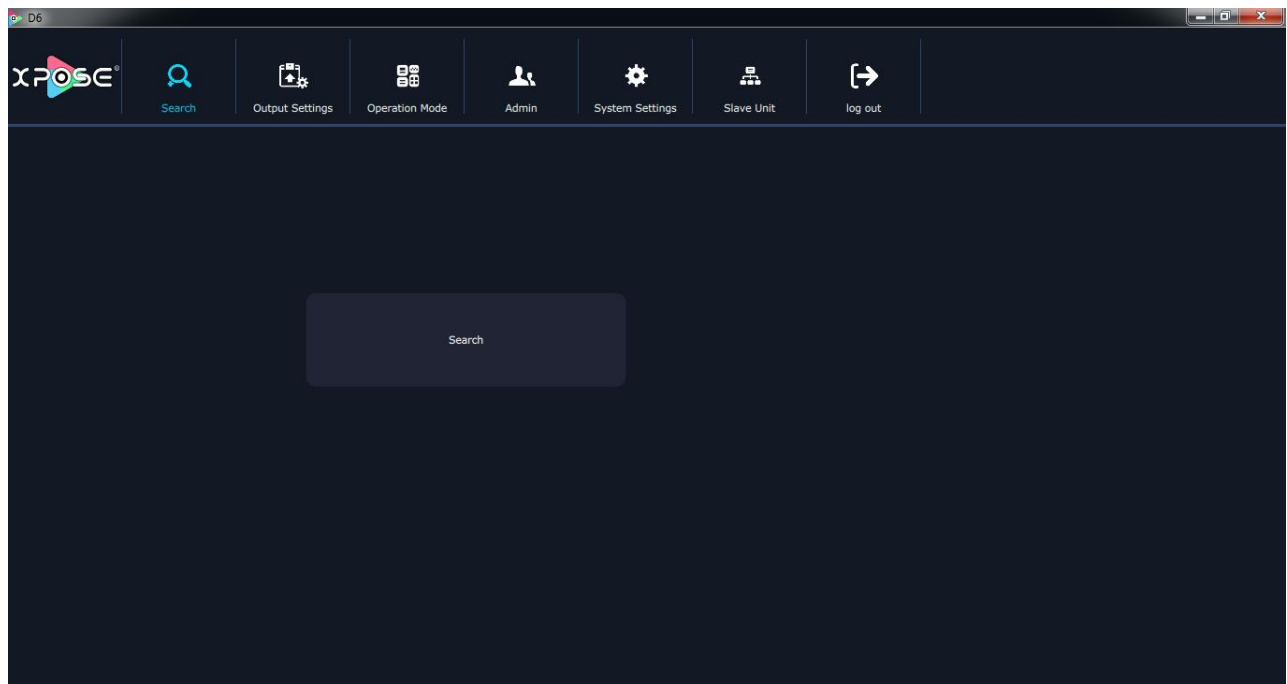 D6
XPOSE®
Search
Output Settings
Operation Mode
Admin
System Settings
Slave Unit
log out
Search